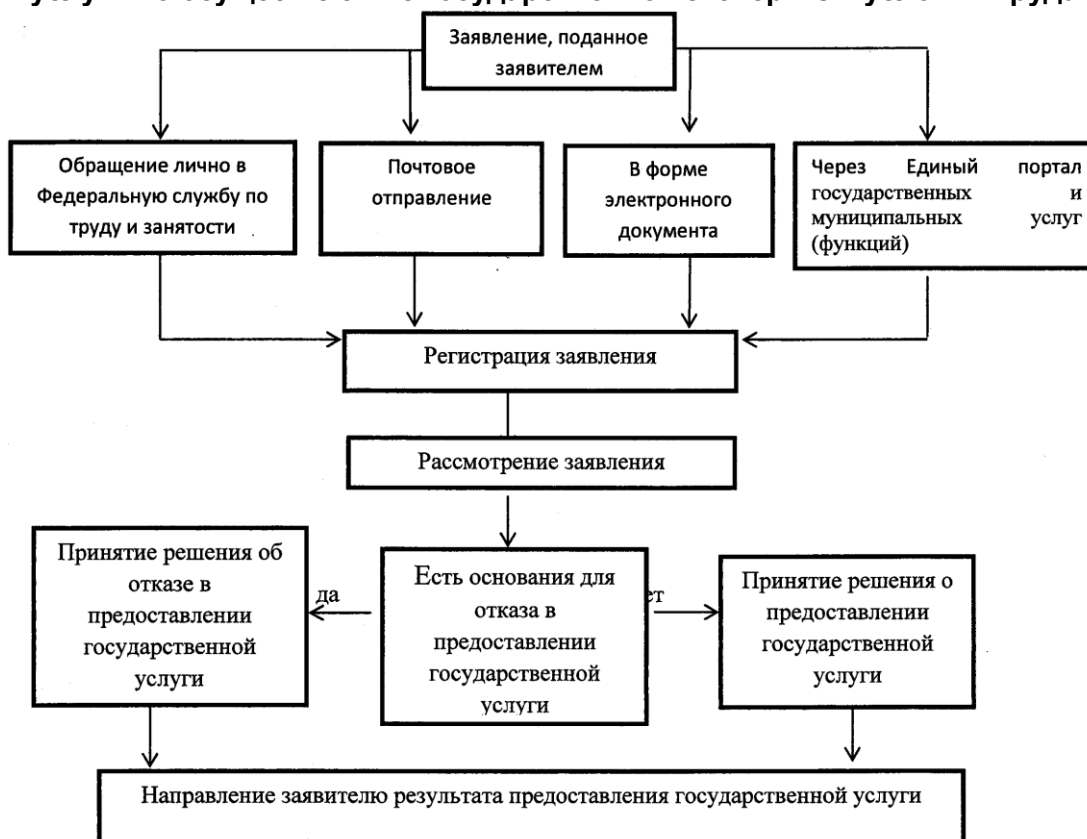 Заявление, поданное
заявителем
Обращение лично в
Федеральную службу по
труду и занятости
Почтовое
отправление
В форме
электронного
документа
Через Единый портал
государственных и
муниципальных услуг
(функций)
Регистрация заявления
Рассмотрение заявления
Принятие решения об
отказе в
предоставлении
государственной
услуги
да
Есть основания для
отказа в
предоставлении
государственной
услуги
ет
Принятие решения о
предоставлении
государственной
услуги
Направление заявителю результата предоставления государственной услуги